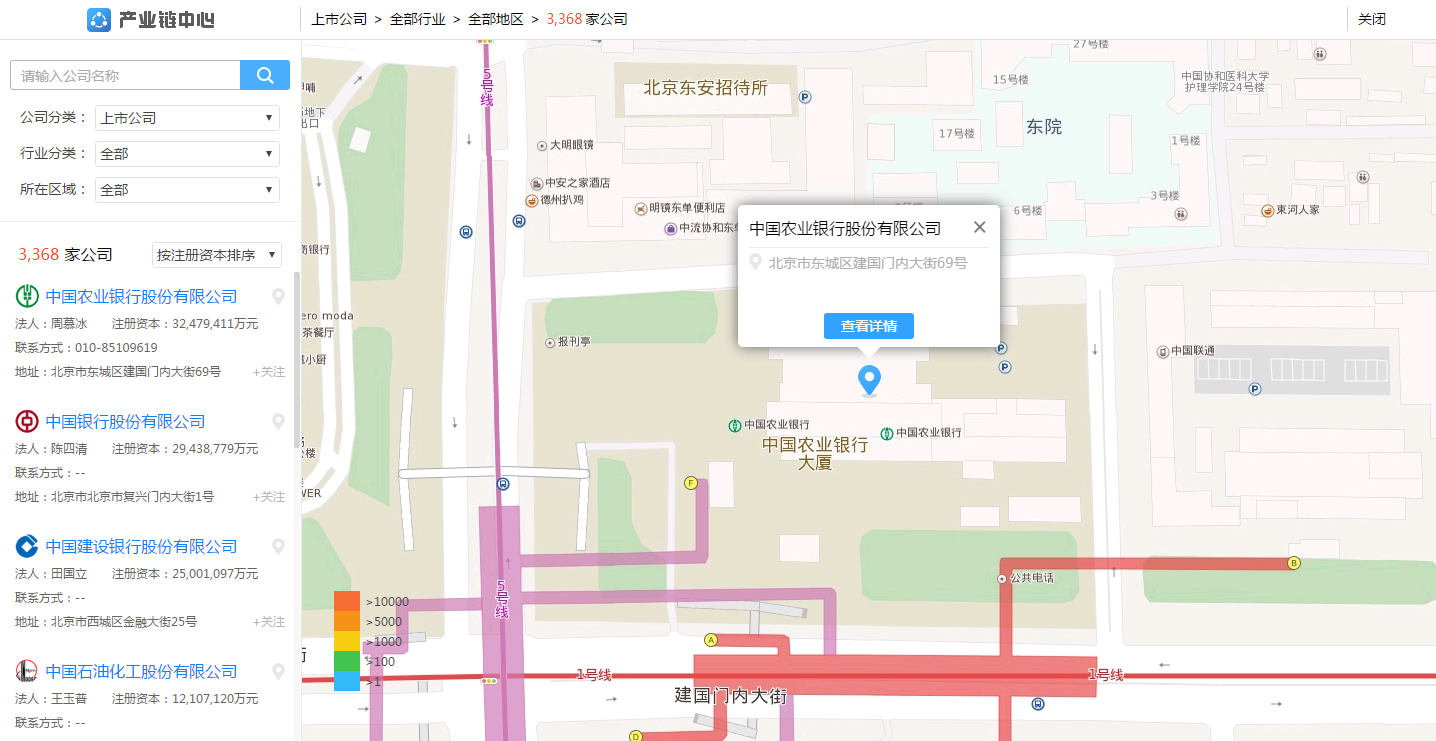 产业链中心
上市公司 > 全部行业 > 全部地区 > 3,368 家公司
关闭
请输入公司名称
公司分类： 上市公司
行业分类： 全部
所在区域： 全部
3,368 家公司 按注册资本排序
中国农业银行股份有限公司
法人：周慕冰 注册资本：32,479,411万元
联系方式：010-85109619
地址：北京市东城区建国门内大街69号 +关注
中国银行股份有限公司
法人：陈四清 注册资本：29,438,779万元
联系方式：--
地址：北京市北京市复兴门内大街1号 +关注
中国建设银行股份有限公司
法人：田国立 注册资本：25,001,097万元
联系方式：--
地址：北京市西城区金融大街25号 +关注
中国石油化工股份有限公司
法人：王玉普 注册资本：12,107,120万元
联系方式：--
27号楼
15号楼
中国协和医科大学
护理学院24号楼
北京东安招待所
P
5号线
东院
17号楼
1号楼
大明眼镜
中安之家酒店
德州扒鸡
明镜东单便利店
中流协和东单
3号楼
6号楼
東河人家
中国农业银行股份有限公司
北京市东城区建国门内大街69号
查看详情
商银行
ero moda
茶餐厅
小厨
报刊亭
P
P
中国联通
P
中国农业银行
中国农业银行
中国农业银行
大厦
WER
F
B
公共电话
5号线
A
>10000
>5000
>1000
>100
>1
1号线
1号线
建国门内大街
D